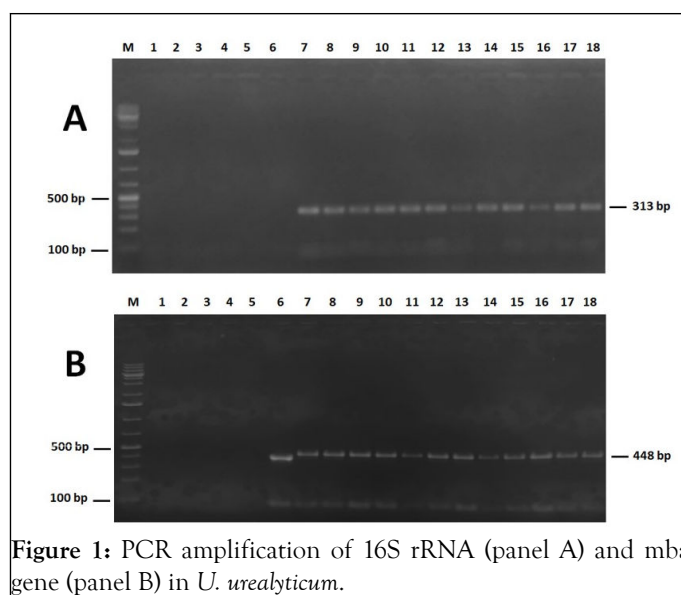 M 1 2 3 4 5 6 7 8 9 10 11 12 13 14 15 16 17 18
A
500 bp
313 bp
100 bp
M 1 2 3 4 5 6 7 8 9 10 11 12 13 14 15 16 17 18
B
500 bp
448 bp
100 bp
Figure 1: PCR amplification of 16S rRNA (panel A) and mba
gene (panel B) in U. urealyticum.